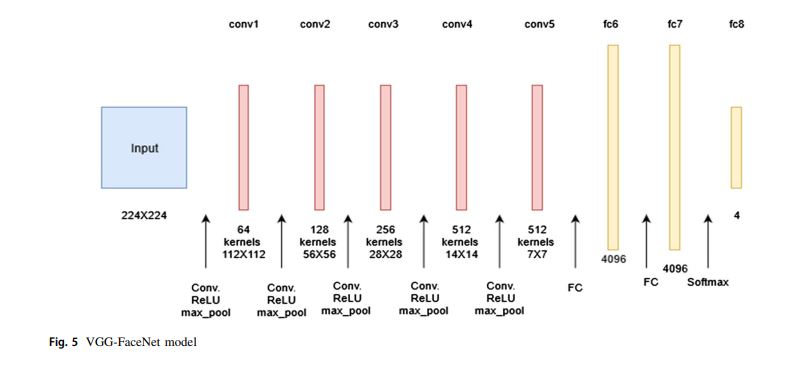 conv1 conv2 conv3 conv4 conv5 fc6 fc7 fc8
Input
224X224
64
kernels
112X112
128
kernels
56X56
256
kernels
28X28
512
kernels
14X14
512
kernels
7X7
4096
4096
4
Conv.
ReLU
max_pool
Conv.
ReLU
max_pool
Conv.
ReLU
max_pool
Conv.
ReLU
max_pool
Conv.
ReLU
max_pool
FC
FC
Softmax
Fig. 5 VGG-FaceNet model